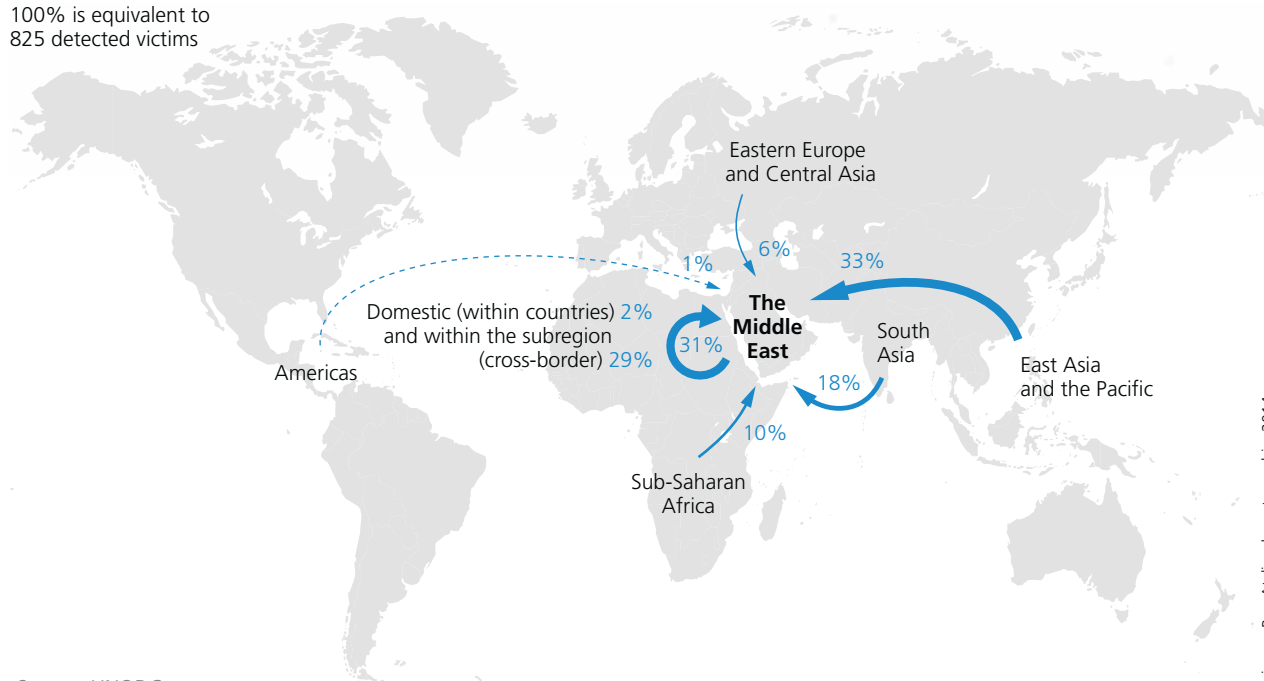 100% is equivalent to
825 detected victims
Eastern Europe
and Central Asia
6%
1%
33%
Domestic (within countries) 2%
and within the subregion
(cross-border) 29%
31%
The
Middle
East
South
Asia
Americas
East Asia
and the Pacific
18%
10%
Sub-Saharan
Africa